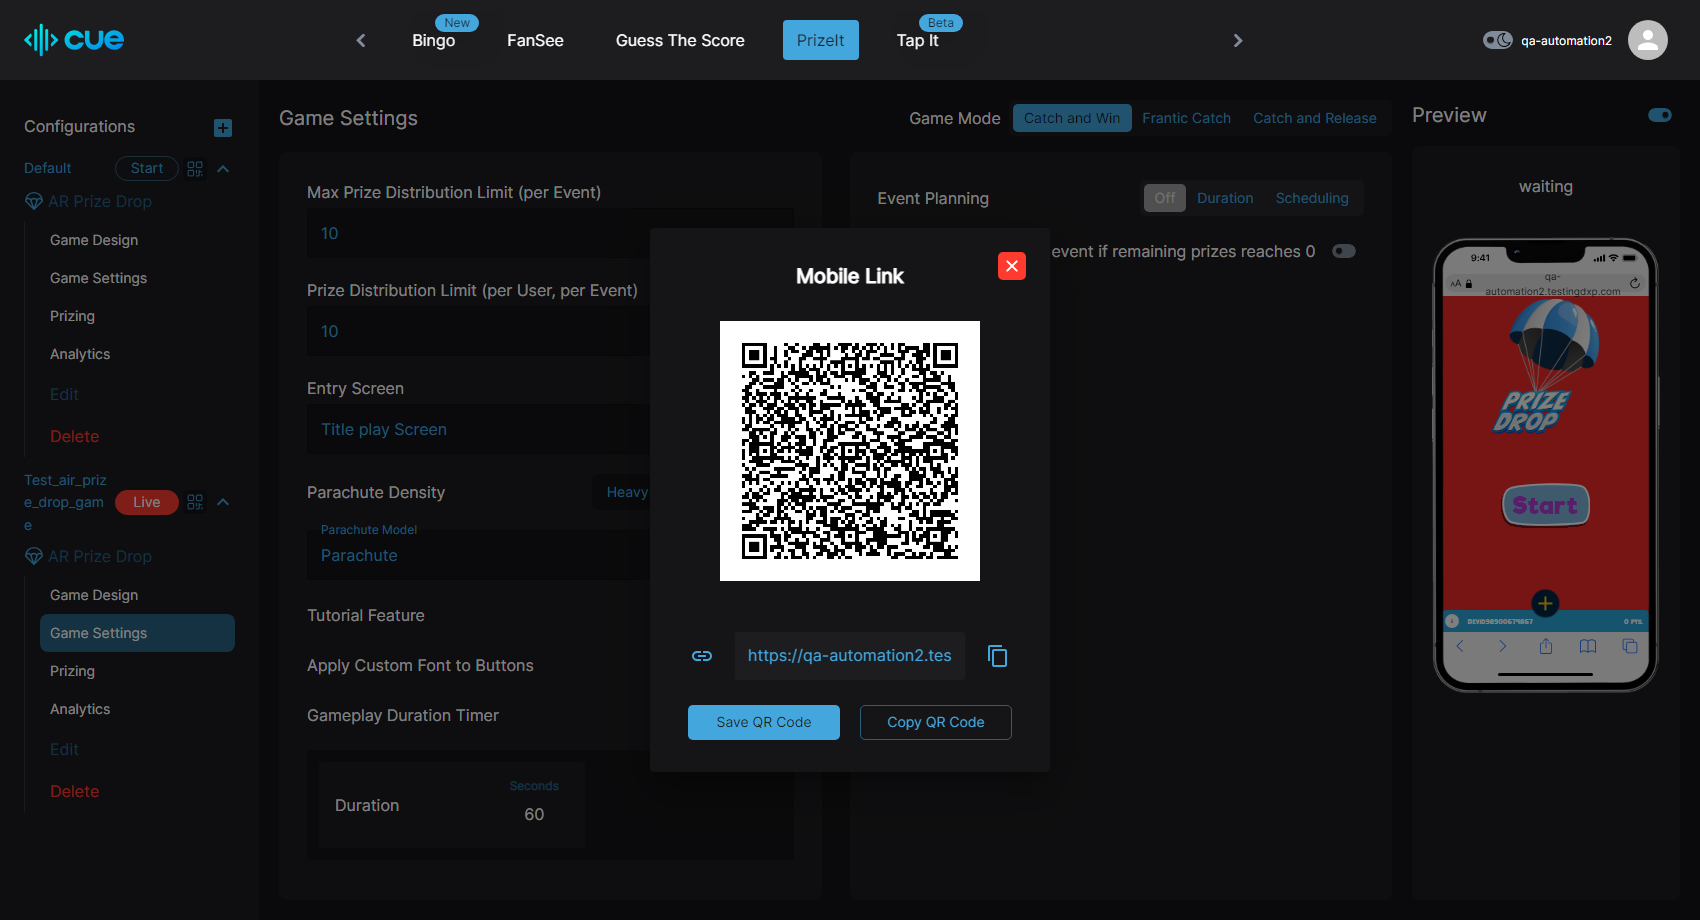 cue
New
Bingo
FanSee
Guess The Score
PrizeIt
Beta
Tap It
qa-automation2
Configurations
Default
Start
AR Prize Drop
Game Design
Game Settings
Prizing
Analytics
Edit
Delete
Test_air_priz
e_drop_gam
e
Live
AR Prize Drop
Game Design
Game Settings
Prizing
Analytics
Edit
Delete
Game Settings
Game Mode
Catch and Win
Frantic Catch
Catch and Release
Max Prize Distribution Limit (per Event)
10
Prize Distribution Limit (per User, per Event)
10
Entry Screen
Title play Screen
Parachute Density
Heavy
Parachute Model
Parachute
Tutorial Feature
Apply Custom Font to Buttons
Gameplay Duration Timer
Duration
Seconds
60
Event Planning
Off
Duration
Scheduling
event if remaining prizes reaches 0
Mobile Link
https://qa-automation2.tes
Save QR Code
Copy QR Code
Preview
waiting
9:41
AA
qa-
automation2.testingdxp.com
PRIZE
DROP
Start
0 PTS.